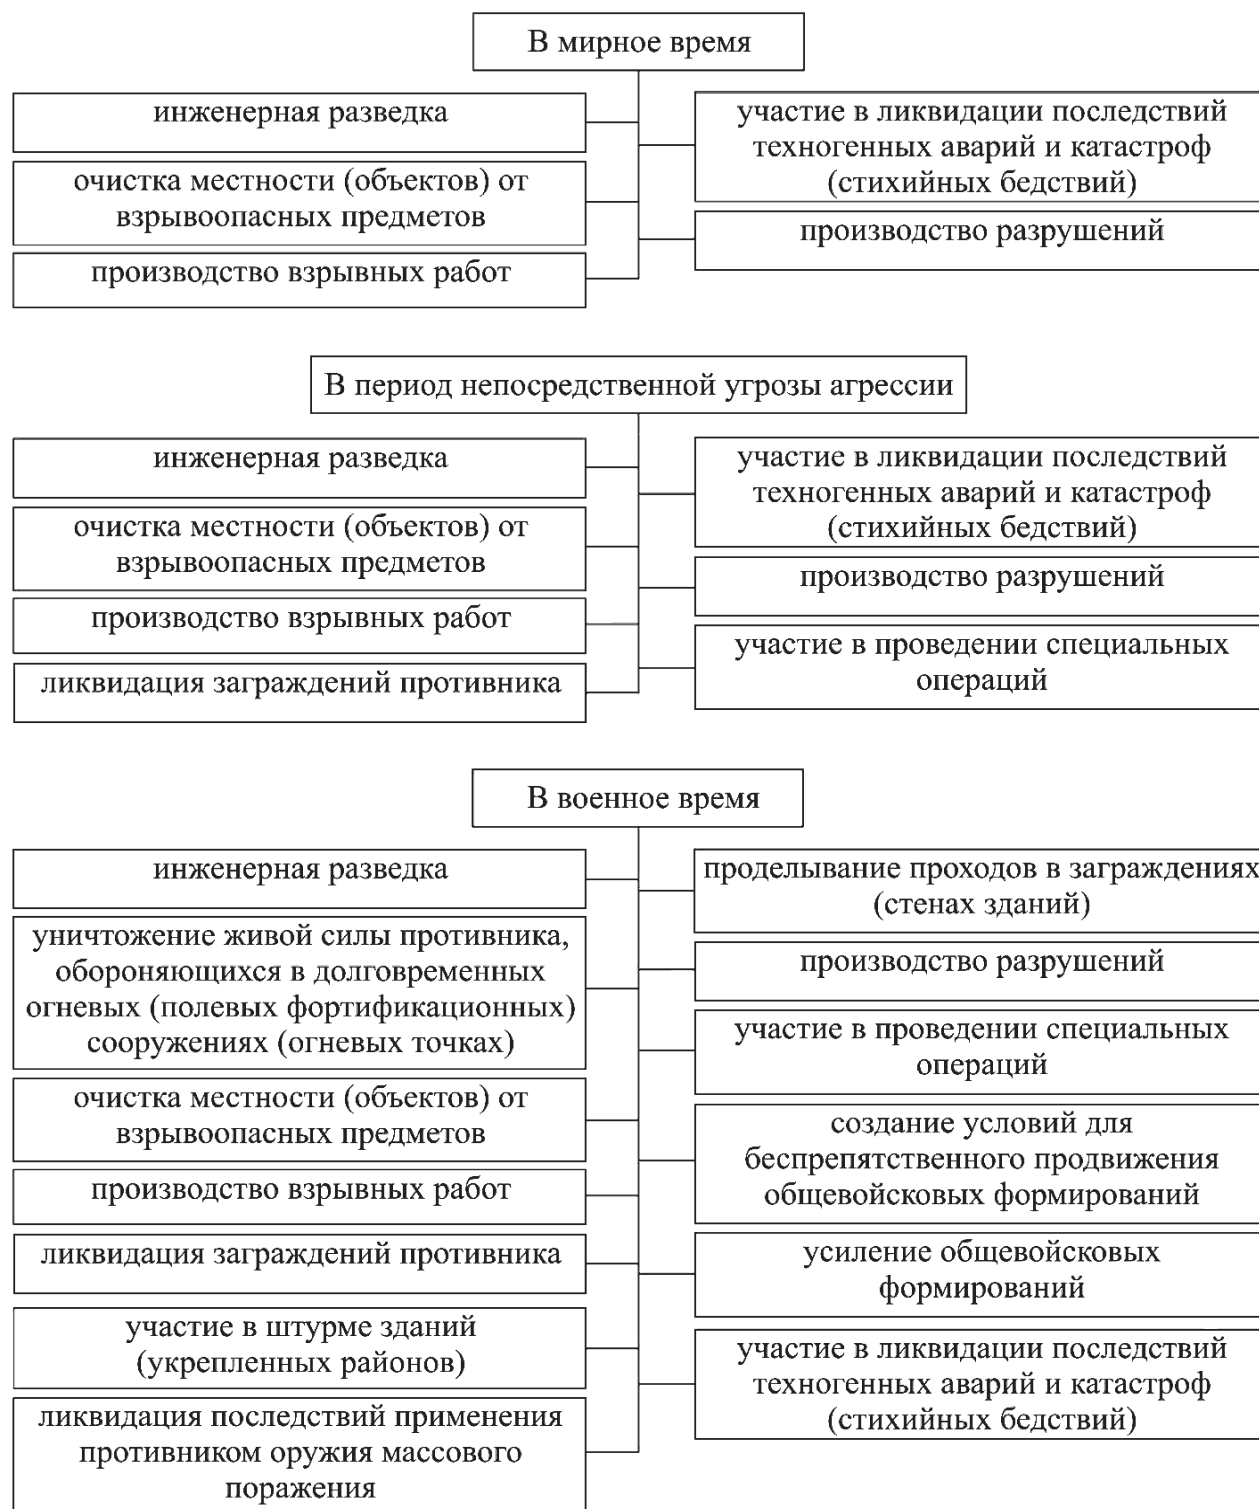 В мирное время
инженерная разведка
очистка местности (объектов) от
взрывоопасных предметов
производство взрывных работ
участие в ликвидации последствий
техногенных аварий и катастроф
(стихийных бедствий)
производство разрушений
В период непосредственной угрозы агрессии
инженерная разведка
очистка местности (объектов) от
взрывоопасных предметов
производство взрывных работ
ликвидация заграждений противника
участие в ликвидации последствий
техногенных аварий и катастроф
(стихийных бедствий)
производство разрушений
участие в проведении специальных
операций
В военное время
инженерная разведка
уничтожение живой силы противника,
обороняющихся в долговременных
огневых (полевых фортификационных)
сооружениях (огневых точках)
очистка местности (объектов) от
взрывоопасных предметов
производство взрывных работ
ликвидация заграждений противника
участие в штурме зданий
(укрепленных районов)
ликвидация последствий применения
противником оружия массового
поражения
проделывание проходов в заграждениях
(стенах зданий)
производство разрушений
участие в проведении специальных
операций
создание условий для
беспрепятственного продвижения
общевойсковых формирований
усиление общевойсковых
формирований
участие в ликвидации последствий
техногенных аварий и катастроф
(стихийных бедствий)